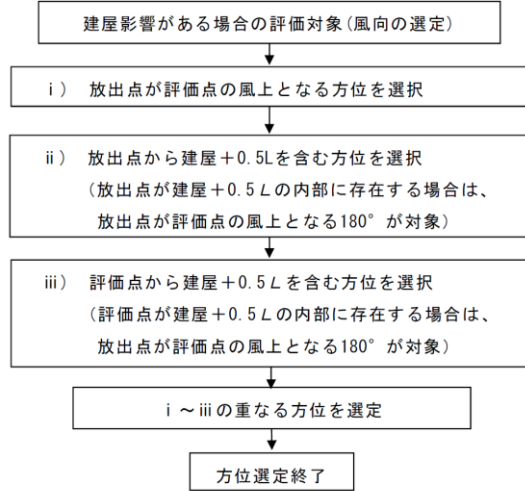 建屋影響がある場合の評価対象(風向の選定)
ⅰ) 放出点が評価点の風上となる方位を選択
ⅱ) 放出点から建屋+0.5Lを含む方位を選択
(放出点が建屋+0.5Lの内部に存在する場合は、
放出点が評価点の風上となる180°が対象)
ⅲ) 評価点から建屋+0.5Lを含む方位を選択
(評価点が建屋+0.5Lの内部に存在する場合は、
放出点が評価点の風上となる180°が対象)
ⅰ~ⅲの重なる方位を選定
方位選定終了